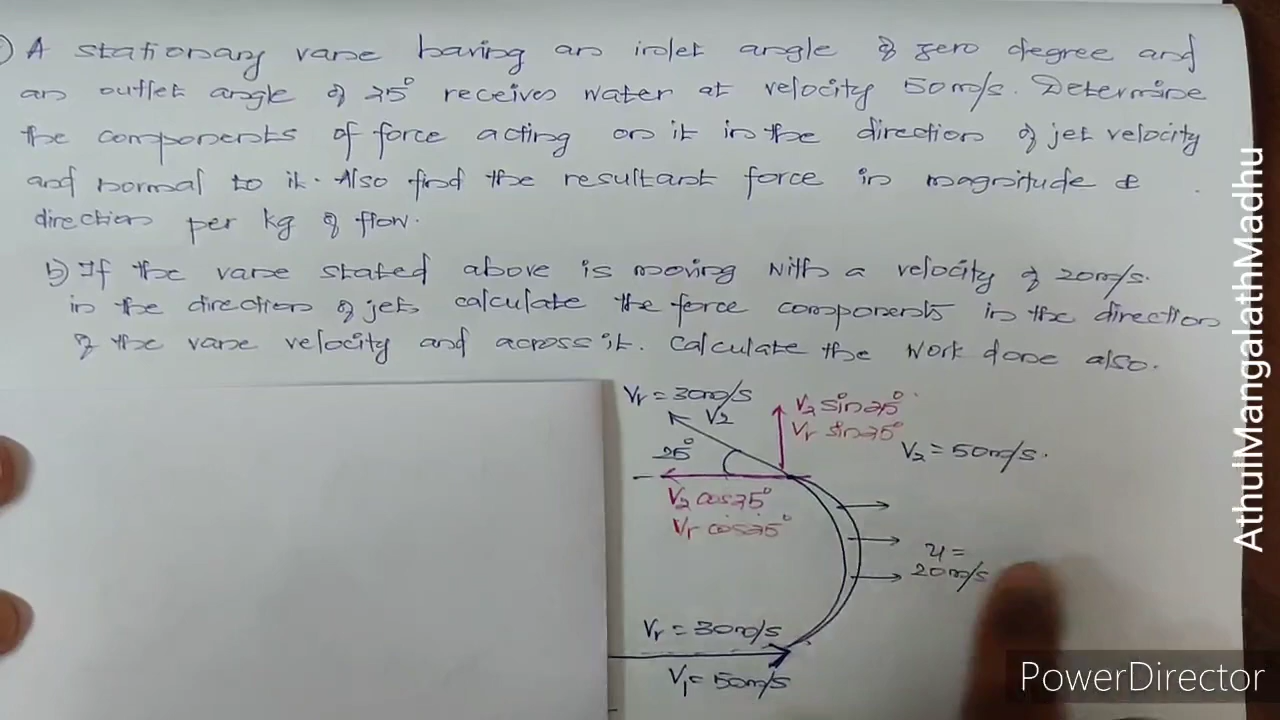 A stationary vane having an inlet angle of zero degree and
an outlet angle of 25° receives water at velocity 50m/s. Determine
the components of force acting on it in the direction of jet velocity
and normal to it. Also find the resultant force in magnitude &
direction per kg of flow.
b) If the vane stated above is moving with a velocity of 20m/s.
in the direction of jet, calculate the force components in the direction
of the vane velocity and across it. Calculate the work done also.
Vr = 30m/s
V2
25°
V2 sin25°
Vr sin25°
V2 = 50m/s.
V2 cos25°
Vr cos25°
u =
20m/s
Vr = 30m/s
V1 = 50m/s
AthulMangalathMadhu
PowerDirector